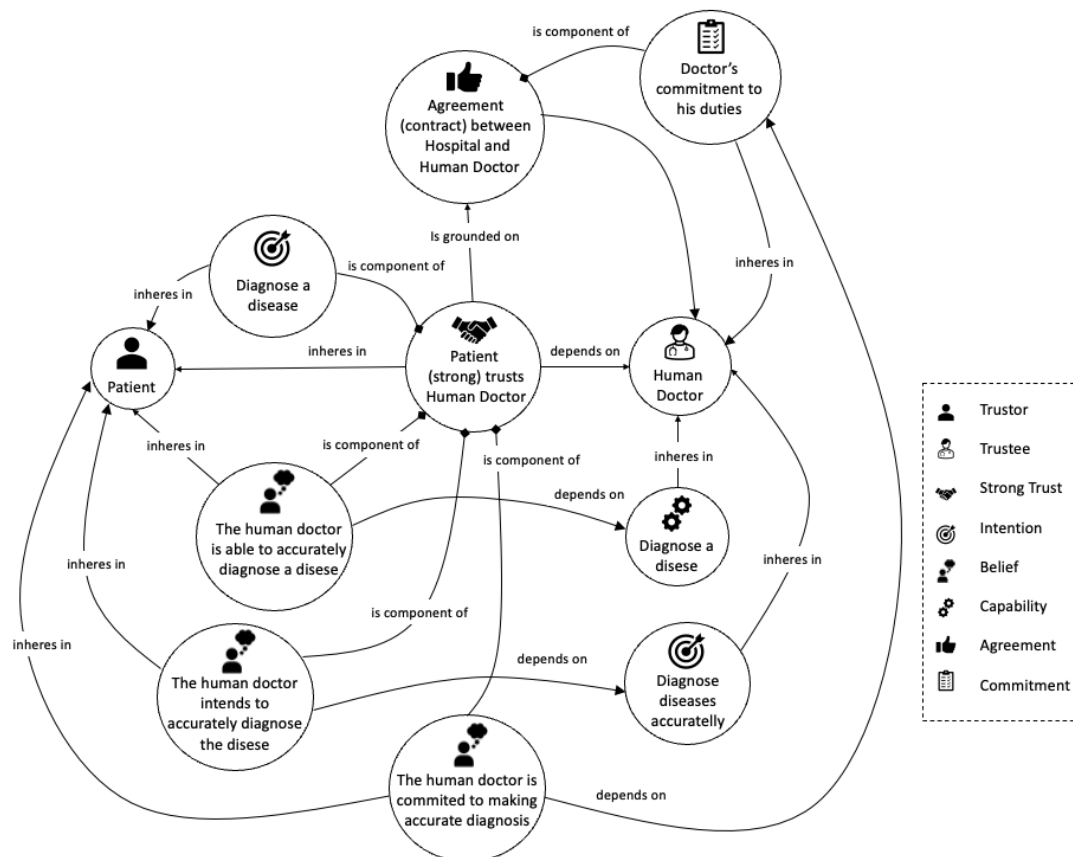 is component of
Doctor's
commitment to
his duties
Agreement
(contract) between
Hospital and
Human Doctor
Is grounded on
Diagnose a
disease
is component of
inheres in
inheres in
Patient
inheres in
Patient
(strong) trusts
Human Doctor
depends on
Human
Doctor
inheres in
is component of
is component of
inheres in
The human doctor
is able to accurately
diagnose a disese
depends on
Diagnose a
disese
inheres in
inheres in
is component of
inheres in
The human doctor
intends to
accurately diagnose
the disese
depends on
Diagnose
diseases
accuratelly
The human doctor is
commited to making
accurate diagnosis
depends on
Trustor
Trustee
Strong Trust
Intention
Belief
Capability
Agreement
Commitment